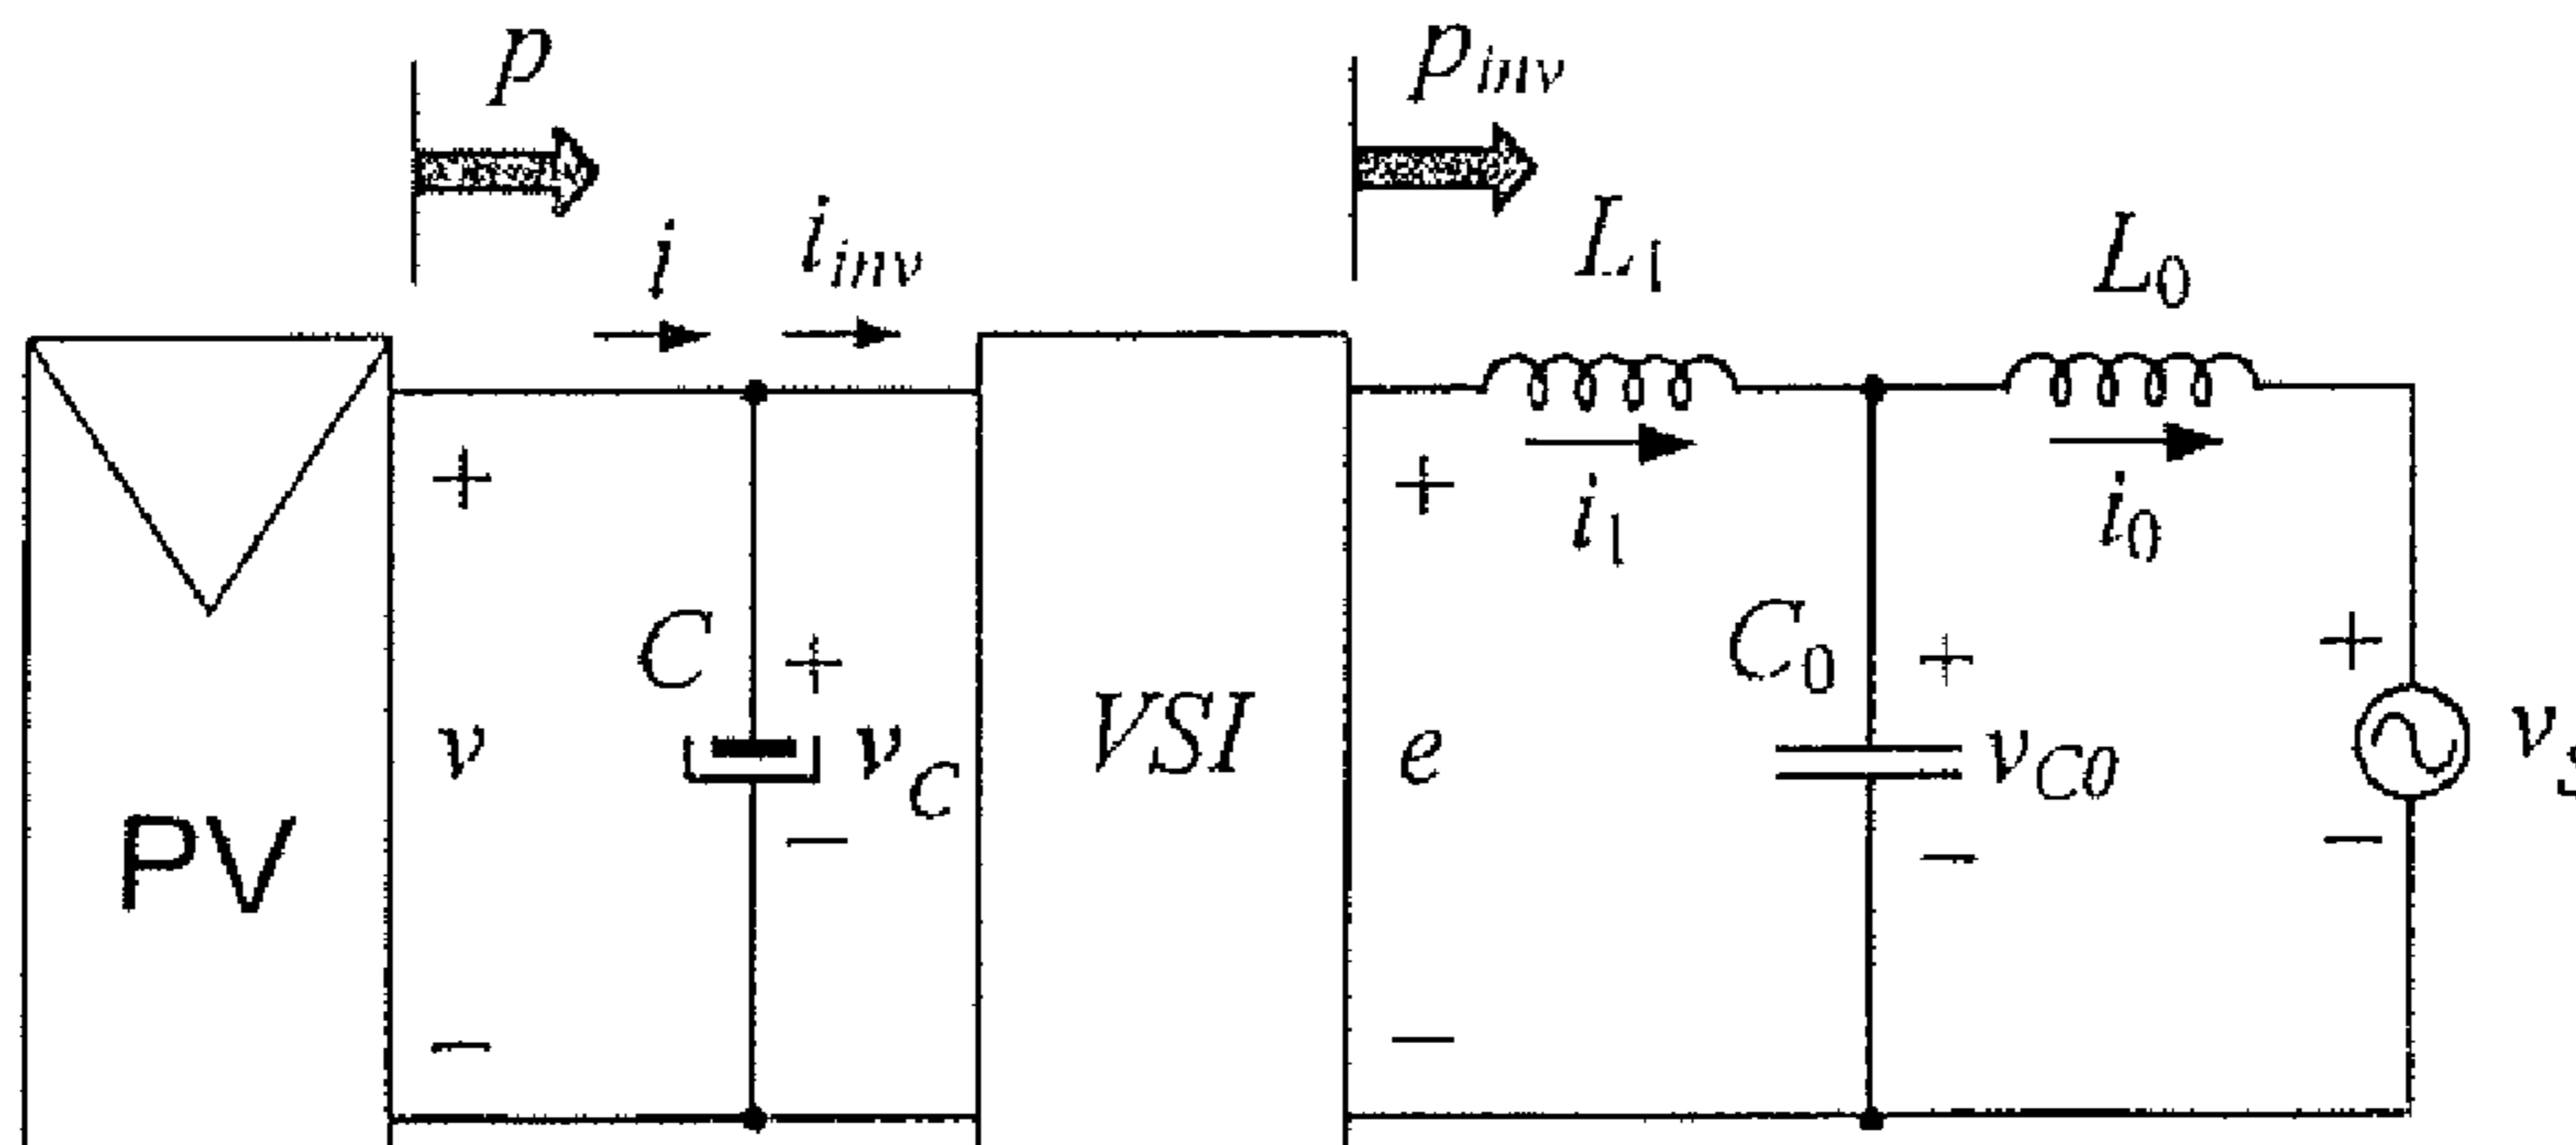 p
p_inv
i
i_inv
L_1
L_0
+
+
i_1
i_0
C
+
C_0
+
+
v
v_C
VSI
e
v_C0
v_S
−
−
−
PV
−
−